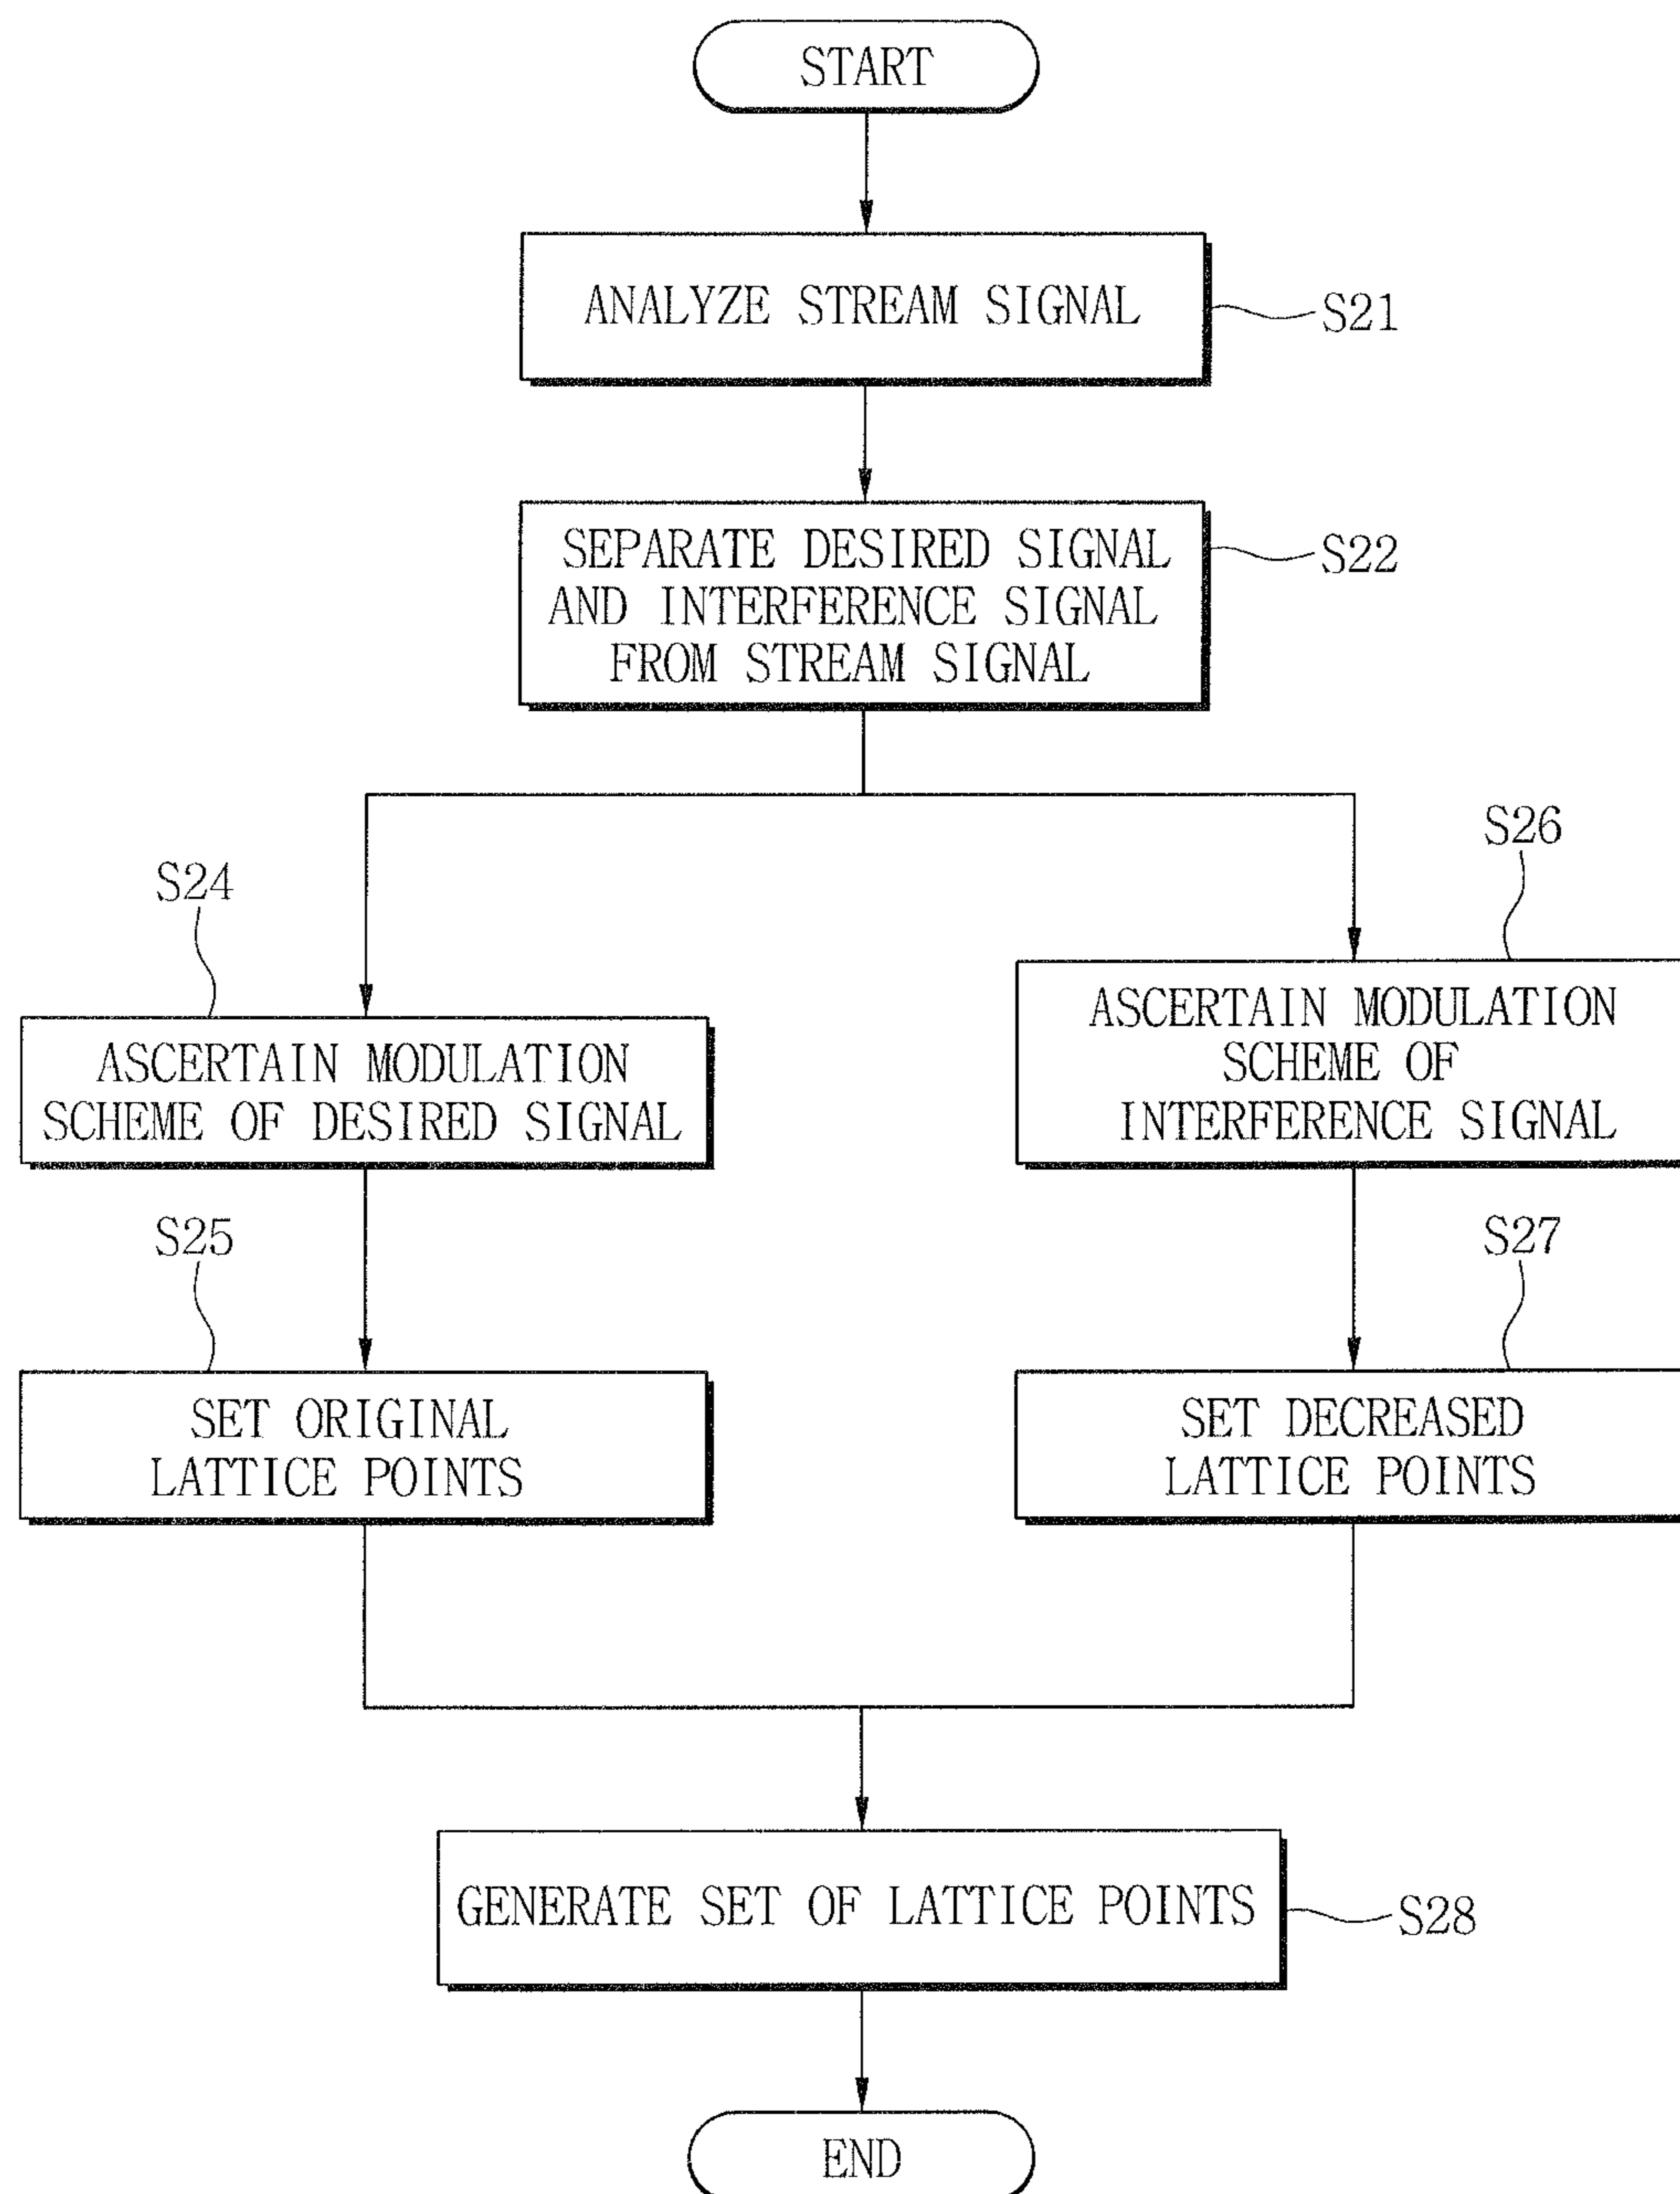 START
ANALYZE STREAM SIGNAL
S21
SEPARATE DESIRED SIGNAL
AND INTERFERENCE SIGNAL
FROM STREAM SIGNAL
S22
S24
ASCERTAIN MODULATION
SCHEME OF DESIRED SIGNAL
S26
ASCERTAIN MODULATION
SCHEME OF
INTERFERENCE SIGNAL
S25
SET ORIGINAL
LATTICE POINTS
S27
SET DECREASED
LATTICE POINTS
GENERATE SET OF LATTICE POINTS
S28
END